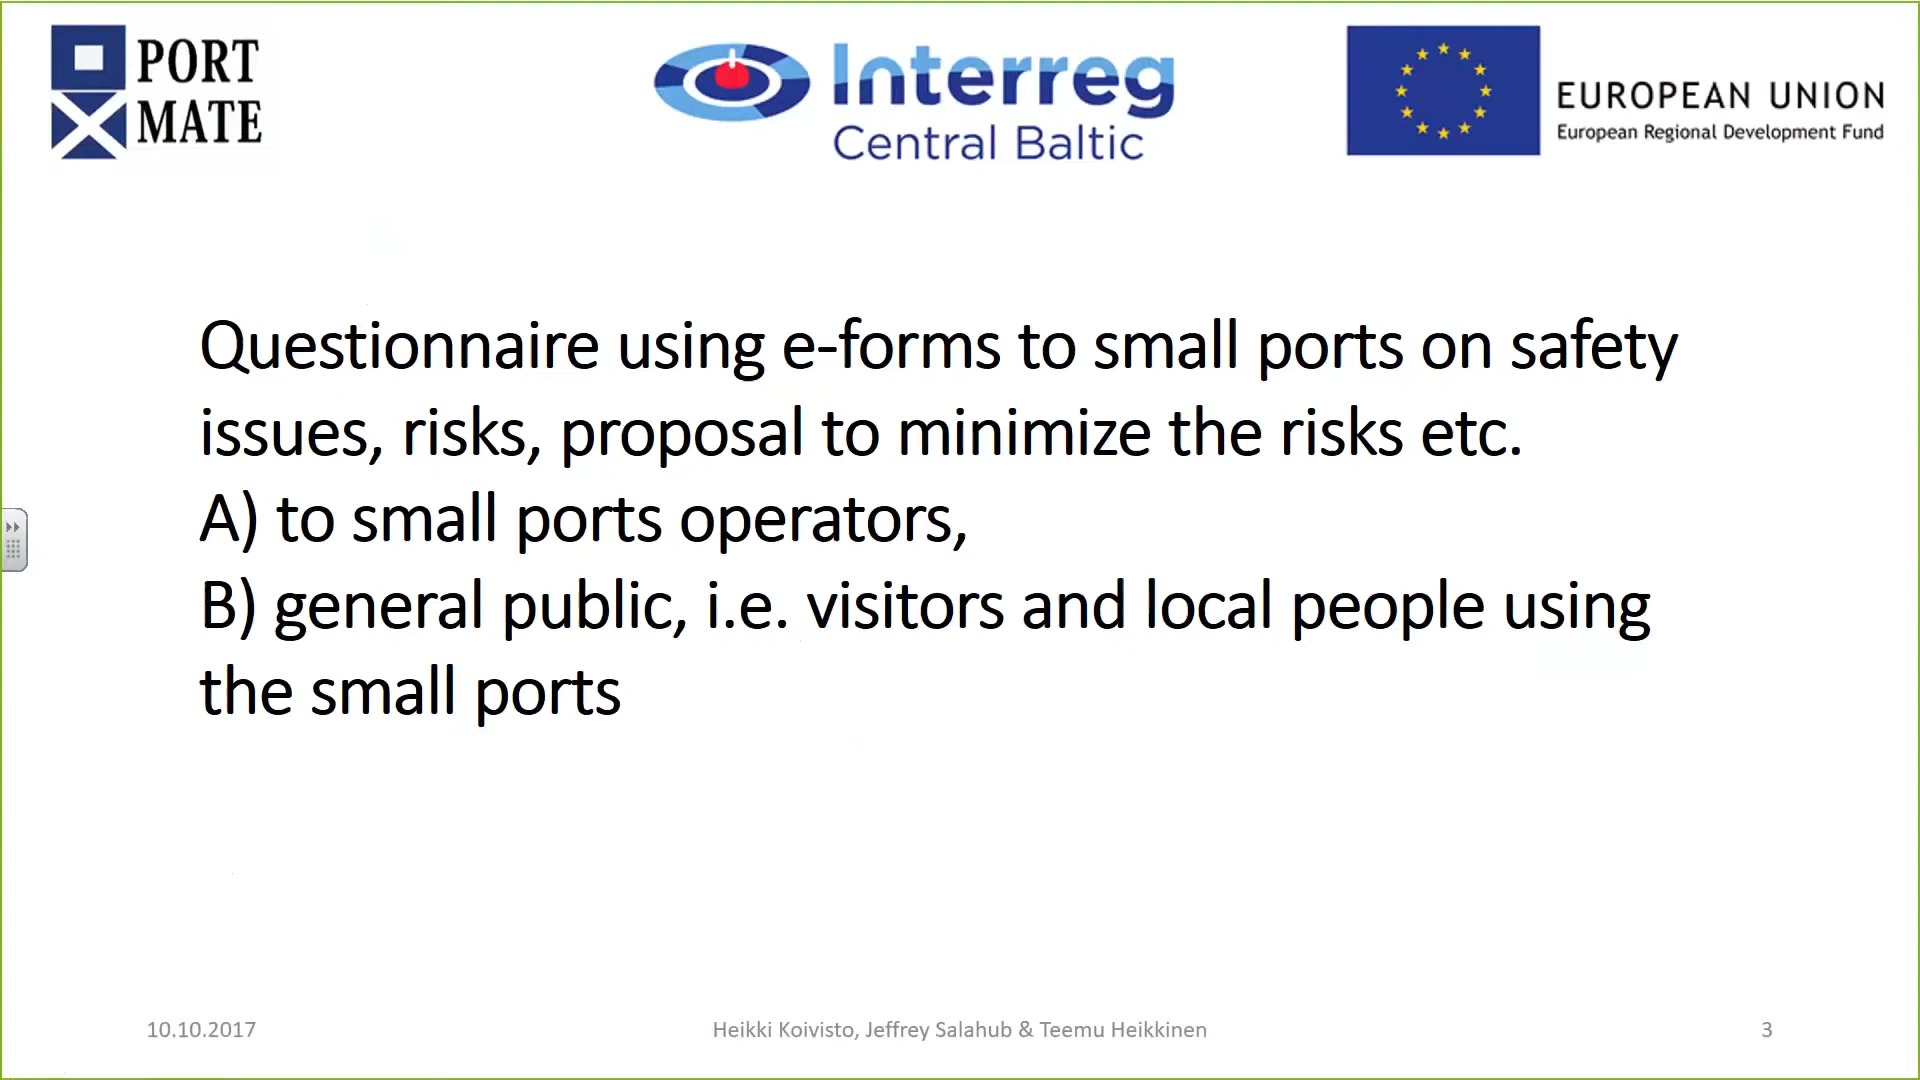 PORT
MATE
Interreg
Central Baltic
EUROPEAN UNION
European Regional Development Fund
Questionnaire using e-forms to small ports on safety
issues, risks, proposal to minimize the risks etc.
A) to small ports operators,
B) general public, i.e. visitors and local people using
the small ports
10.10.2017
Heikki Koivisto, Jeffrey Salahub & Teemu Heikkinen
3